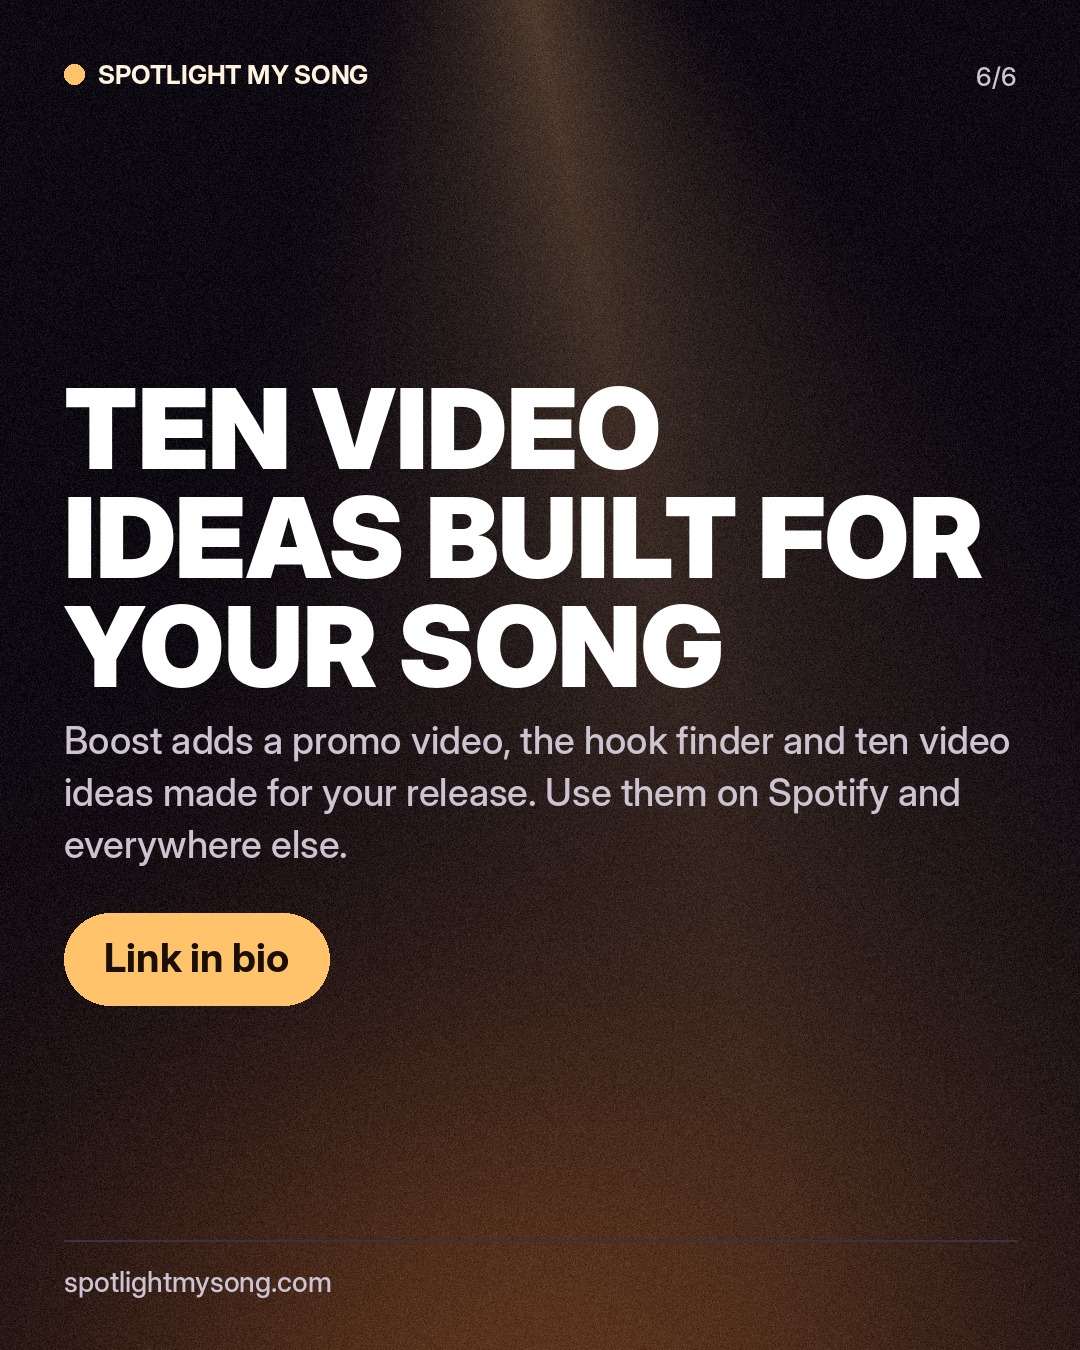 SPOTLIGHT MY SONG
6/6
TEN VIDEO
IDEAS BUILT FOR
YOUR SONG
Boost adds a promo video, the hook finder and ten video
ideas made for your release. Use them on Spotify and
everywhere else.
Link in bio
spotlightmysong.com